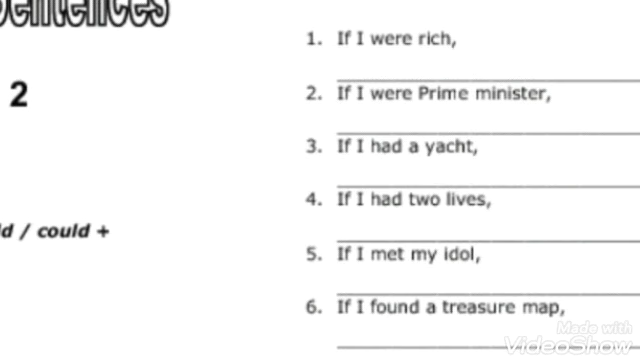 Sentences
2
d / could +
1. If I were rich,
2. If I were Prime minister,
3. If I had a yacht,
4. If I had two lives,
5. If I met my idol,
6. If I found a treasure map,
Made with
VideoShow